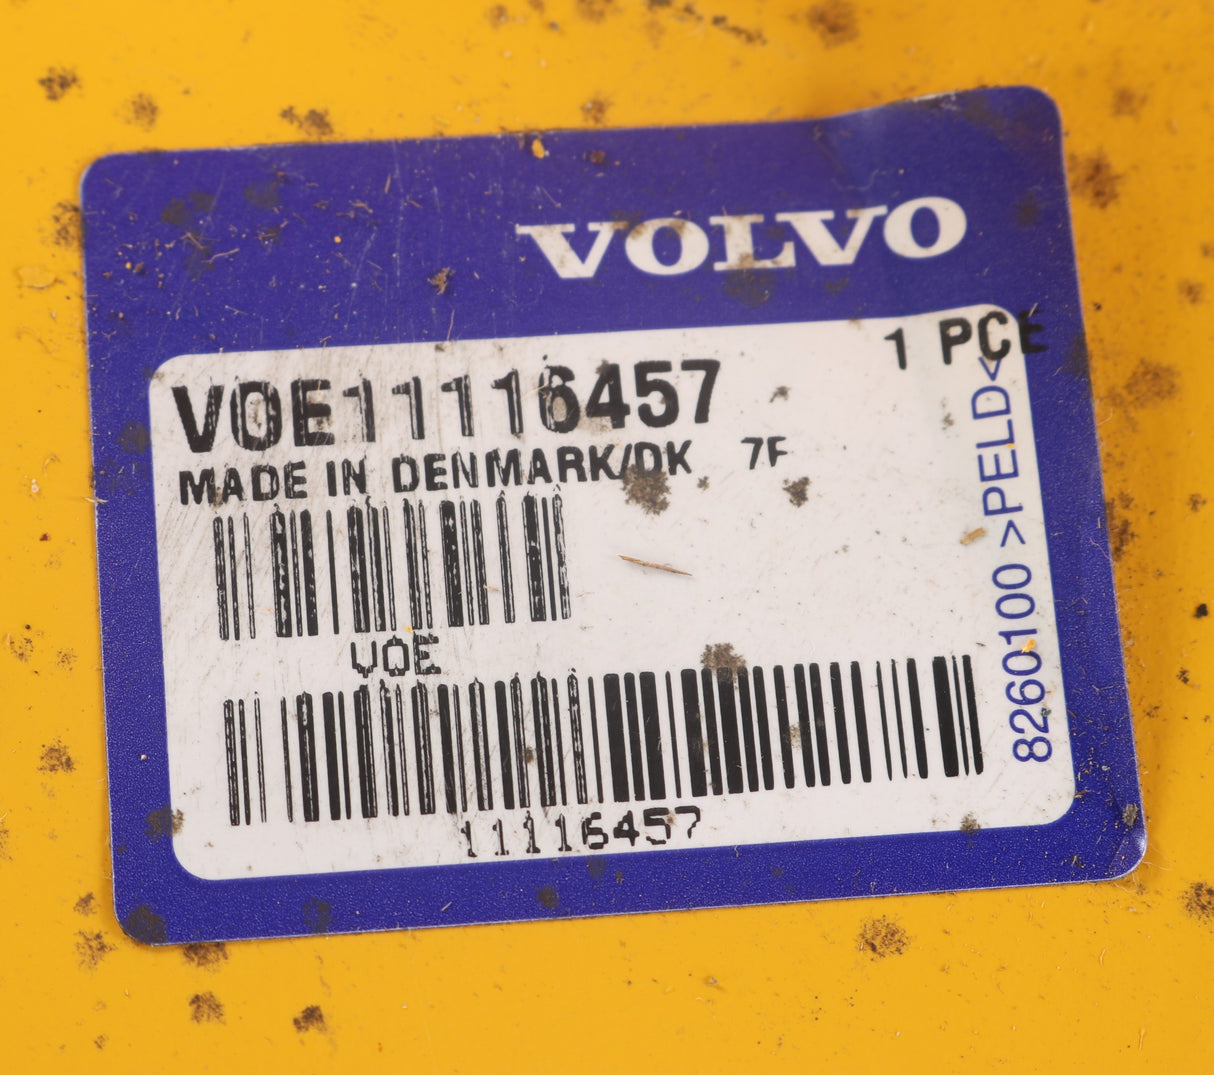 VOLVO
1 PCE
VOE11116457
MADE IN DENMARK/DK 7F
VOE
11116457
8260100 >PELD<